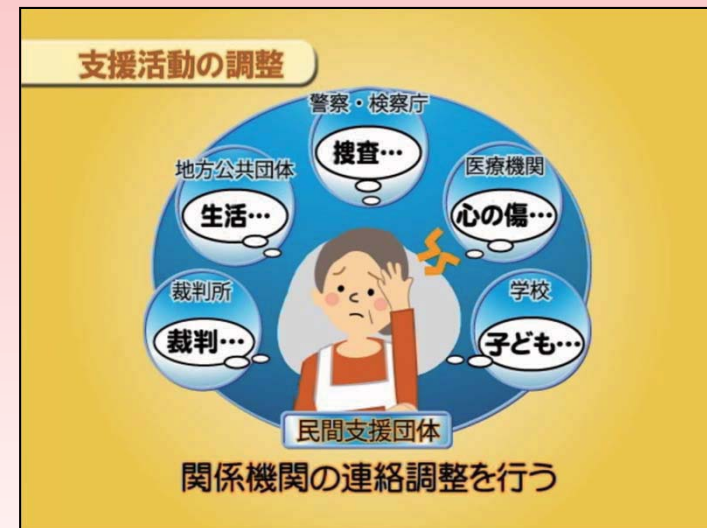 支援活動の調整
警察・検察庁
捜査…
地方公共団体
生活…
医療機関
心の傷…
裁判所
裁判…
学校
子ども…
民間支援団体
関係機関の連絡調整を行う